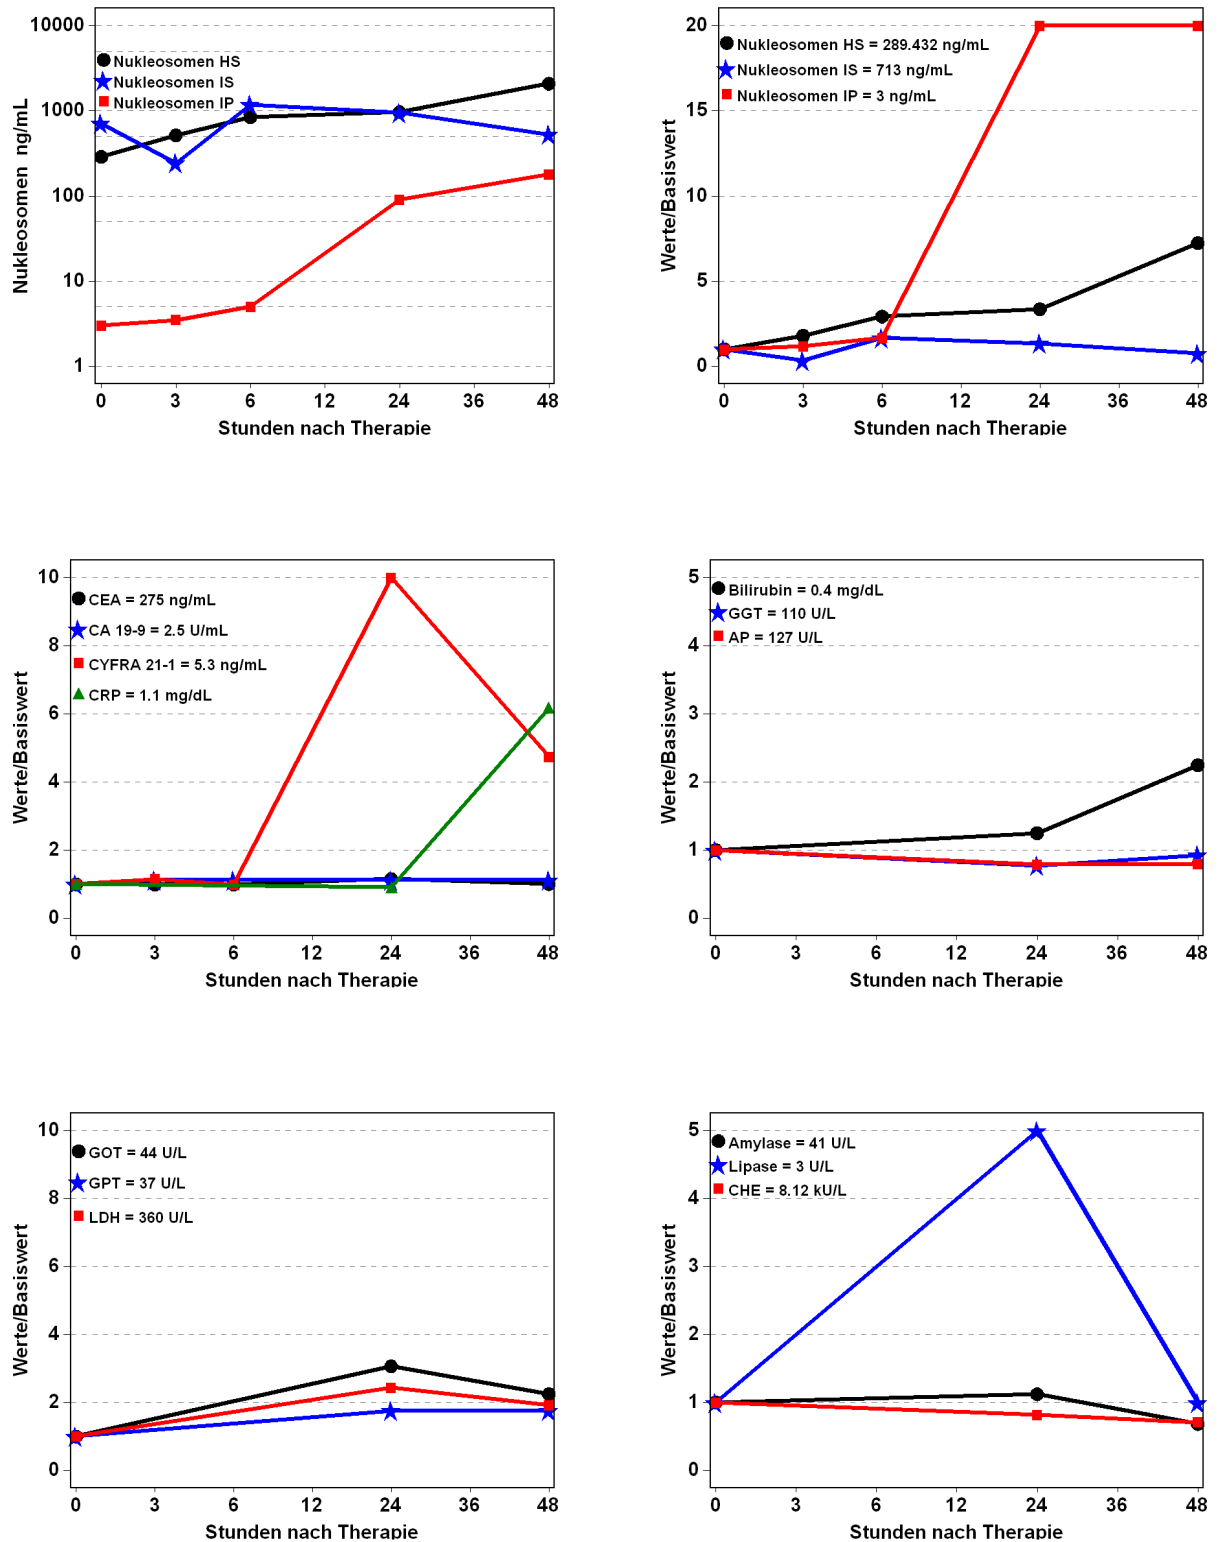 Nukleosomen ng/mL
10000
1000
100
10
1
Nukleosomen HS
Nukleosomen IS
Nukleosomen IP
0 3 6 12 24 36 48
Stunden nach Therapie
Werte/Basiswert
20
15
10
5
0
Nukleosomen HS = 289.432 ng/mL
Nukleosomen IS = 713 ng/mL
Nukleosomen IP = 3 ng/mL
0 3 6 12 24 36 48
Stunden nach Therapie
Werte/Basiswert
10
8
6
4
2
0
CEA = 275 ng/mL
CA 19-9 = 2.5 U/mL
CYFRA 21-1 = 5.3 ng/mL
CRP = 1.1 mg/dL
0 3 6 12 24 36 48
Stunden nach Therapie
Werte/Basiswert
5
4
3
2
1
0
Bilirubin = 0.4 mg/dL
GGT = 110 U/L
AP = 127 U/L
0 3 6 12 24 36 48
Stunden nach Therapie
Werte/Basiswert
10
8
6
4
2
0
GOT = 44 U/L
GPT = 37 U/L
LDH = 360 U/L
0 3 6 12 24 36 48
Stunden nach Therapie
Werte/Basiswert
5
4
3
2
1
0
Amylase = 41 U/L
Lipase = 3 U/L
CHE = 8.12 kU/L
0 3 6 12 24 36 48
Stunden nach Therapie